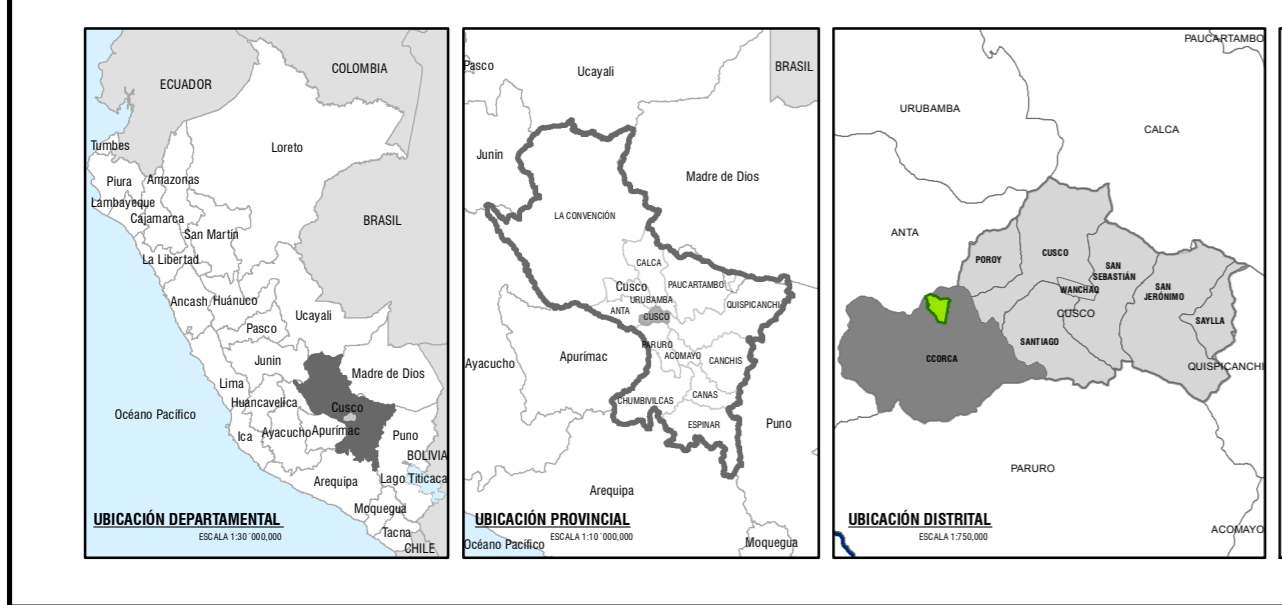 COLOMBIA
ECUADOR
Tumbes
Loreto
Piura
Amazonas
Lambayeque
Cajamarca
San Martín
BRASIL
La Libertad
Ancash
Huánuco
Ucayali
Pasco
Junin
Madre de Dios
Lima
Huancavelica
Cusco
Océano Pacífico
Ica
Ayacucho
Apurímac
Puno
BOLIVIA
Arequipa
Lago Titicaca
Moquegua
Tacna
CHILE
UBICACIÓN DEPARTAMENTAL
ESCALA 1:30´000,000
Pasco
Ucayali
BRASIL
Junin
Madre de Dios
LA CONVENCIÓN
CALCA
Cusco
PAUCARTAMBO
URUBAMBA
QUISPICANCHI
ANTA
CUSCO
PARURO
ACOMAYO
CANCHIS
Ayacucho
Apurímac
CHUMBIVILCAS
CANAS
ESPINAR
Puno
Arequipa
UBICACIÓN PROVINCIAL
ESCALA 1:10´000,000
Océano Pacífico
Moquegua
PAUCARTAMBO
URUBAMBA
CALCA
ANTA
POROY
CUSCO
SAN
SEBASTIÁN
WANCHAQ
SAN
JERÓNIMO
CUSCO
SAYLLA
SANTIAGO
CCORCA
QUISPICANCHI
PARURO
UBICACIÓN DISTRITAL
ESCALA 1:750,000
ACOMAYO